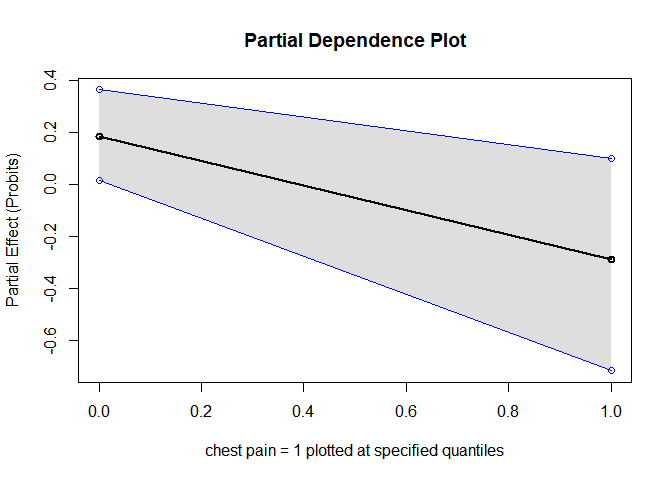 Partial Dependence Plot
Partial Effect (Probits)
0.4
0.2
0.0
-0.2
-0.4
-0.6
0.0 0.2 0.4 0.6 0.8 1.0
chest pain = 1 plotted at specified quantiles